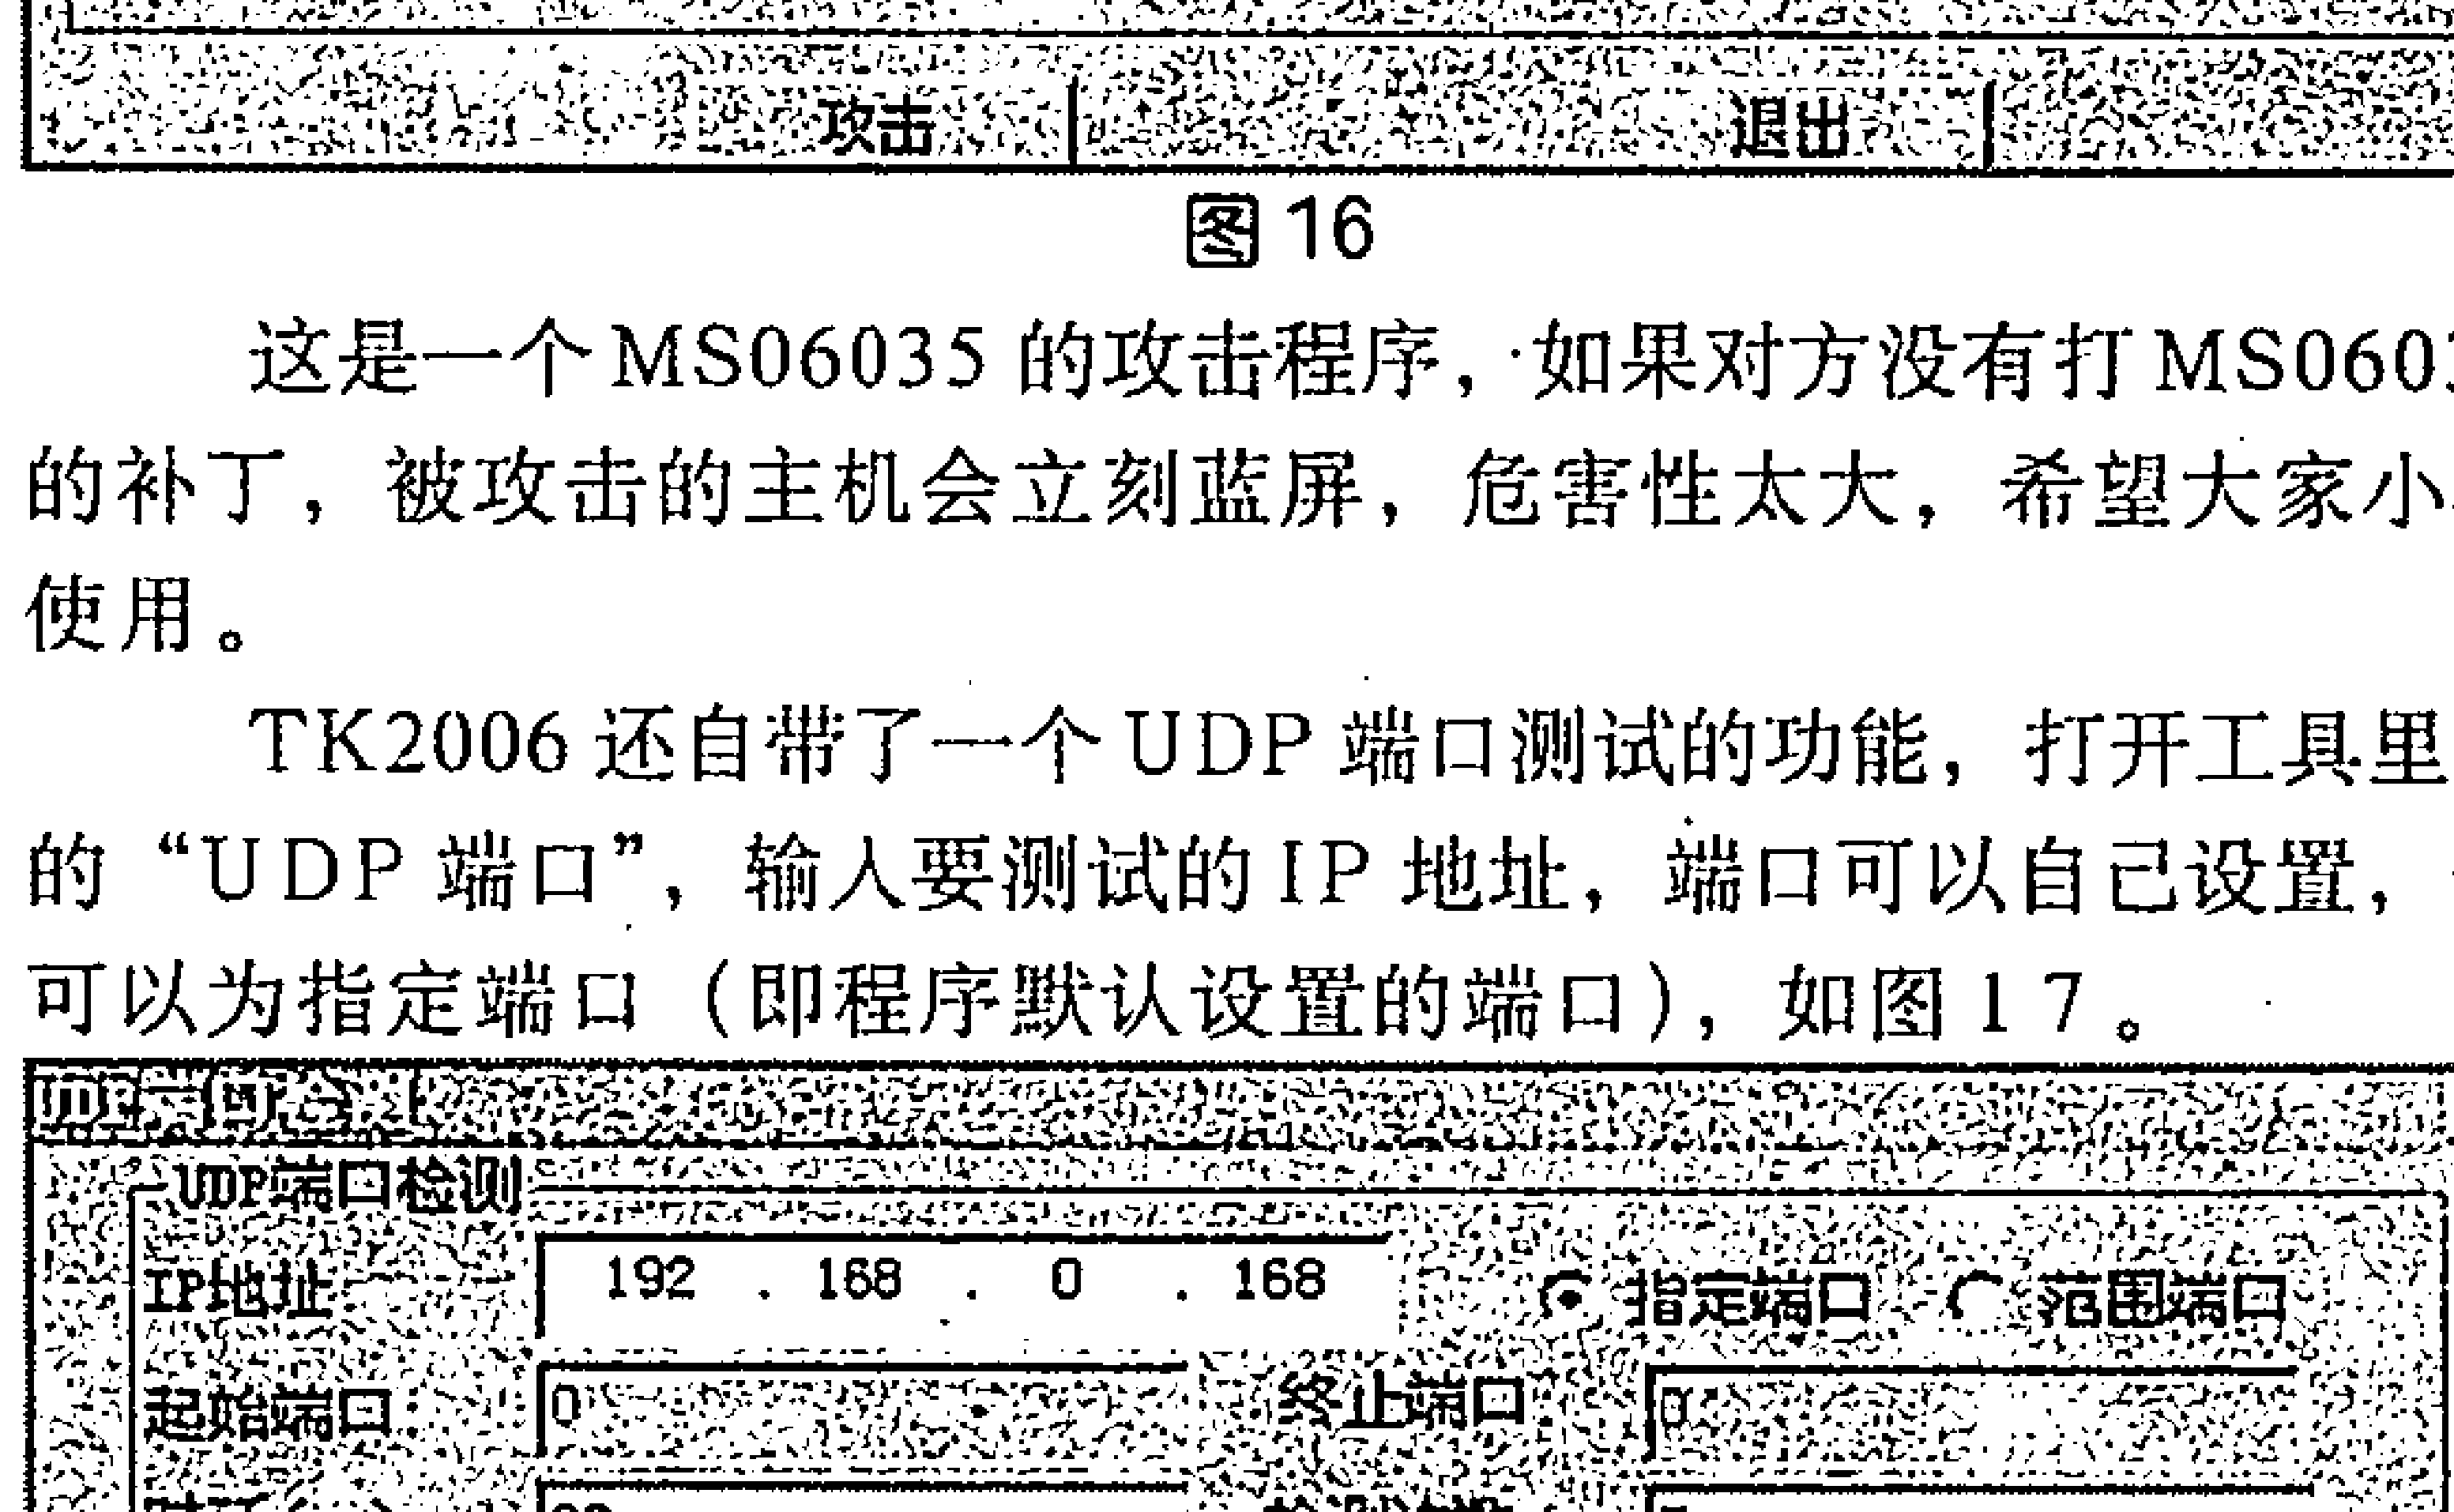 攻击 退出
图 16
这是一个 MS06035 的攻击程序，如果对方没有打 MS060
的补丁，被攻击的主机会立刻蓝屏，危害性太大，希望大家小
使用。
TK2006 还自带了一个 UDP 端口测试的功能，打开工具里
的“UDP 端口”，输入要测试的 IP 地址，端口可以自己设置，
可以为指定端口（即程序默认设置的端口），如图 17。
UDP端口检测
IP地址 192 . 168 . 0 . 168 指定端口 范围端口
起始端口 0 终止端口 0